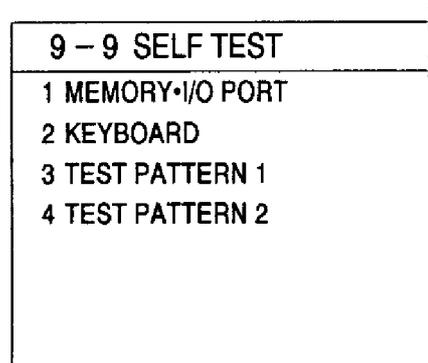 9 – 9 SELF TEST
1 MEMORY•I/O PORT
2 KEYBOARD
3 TEST PATTERN 1
4 TEST PATTERN 2